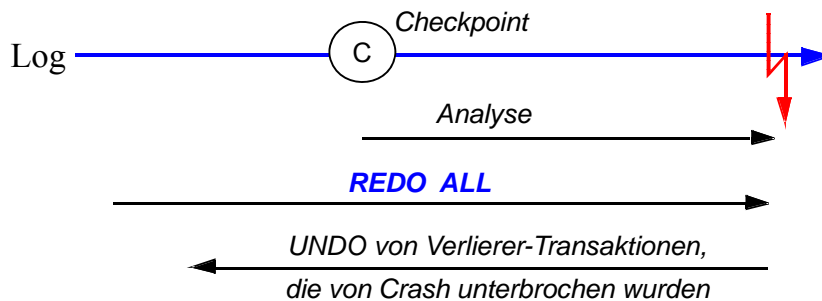 Checkpoint
Log
C
Analyse
REDO ALL
UNDO von Verlierer-Transaktionen,
die von Crash unterbrochen wurden